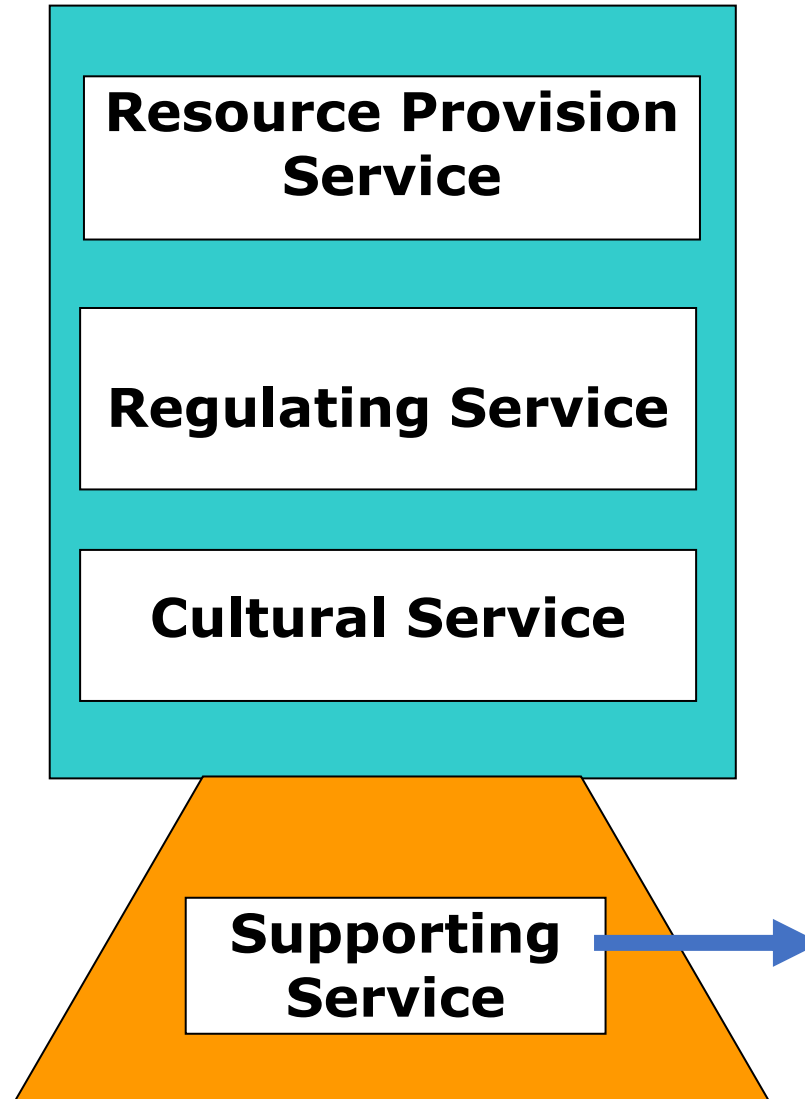 Resource Provision
Service
Regulating Service
Cultural Service
Supporting
Service